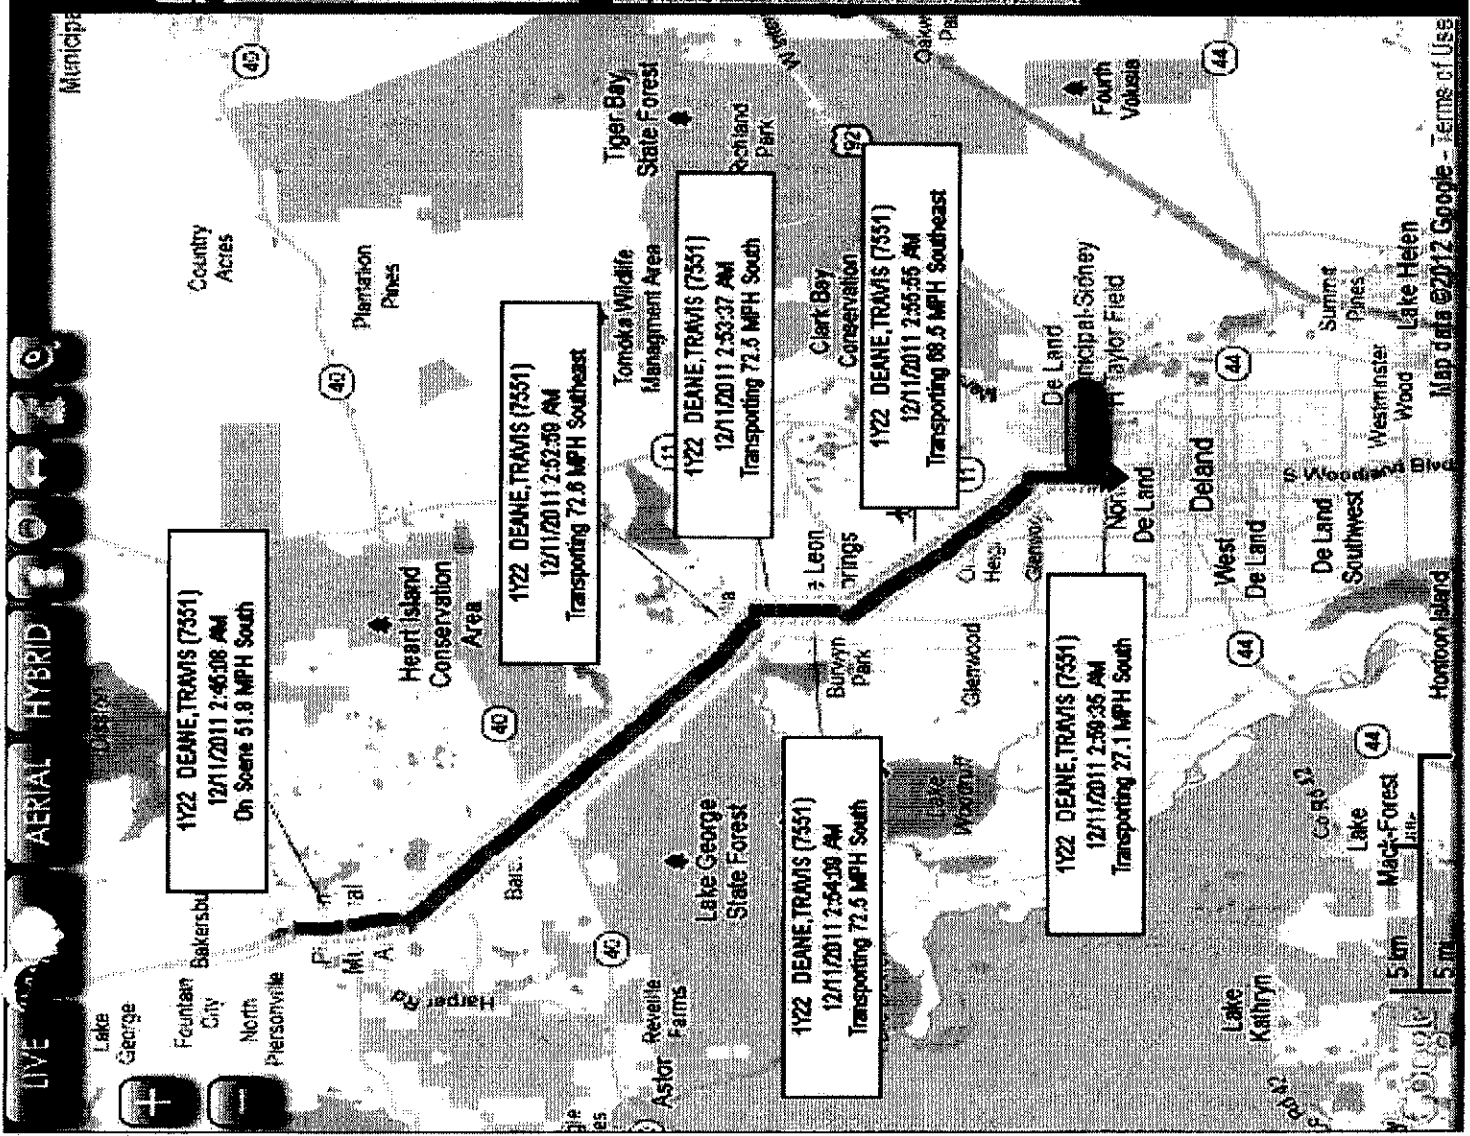 LIVE
AERIAL
HYBRID
Lake
George
Fountain
City
North
Piersonville
40
Country
Acres
Plantation
Pines
40
1Y22 DEANE,TRAVIS (7551)
12/11/2011 2:46:08 AM
On Scene 51.8 MPH South
Heart Island
Conservation
Area
40
Harper
40
1Y22 DEANE,TRAVIS (7551)
12/11/2011 2:52:59 AM
Transporting 72.6 MPH Southeast
Tiger Bay
State Forest
Tomoka Wildlife
Managment Area
11
Richland
Park
92
1Y22 DEANE,TRAVIS (7551)
12/11/2011 2:53:37 AM
Transporting 72.5 MPH South
Lake George
State Forest
Reveille
Farms
Astor
1Y22 DEANE,TRAVIS (7551)
12/11/2011 2:54:09 AM
Transporting 72.5 MPH South
Burwyn
Park
Clark Bay
Conservation
1Y22 DEANE,TRAVIS (7551)
12/11/2011 2:55:55 AM
Transporting 68.5 MPH Southeast
11
Glenwood
Lake
Woodruff
1Y22 DEANE,TRAVIS (7551)
12/11/2011 2:59:35 AM
Transporting 27.1 MPH South
De Land
Fourth
Volusia
44
De Land
Deland
West
De Land
44
44
De Land
Southwest
S Woodland Blvd
Summit
Pines
Westminster
Wood
Lake Helen
Lake
Kathryn
Lake
Mack-Forest
44
Hontoon Island
5 km
5 mi
Google
Map data ©2012 Google - Terms of Use